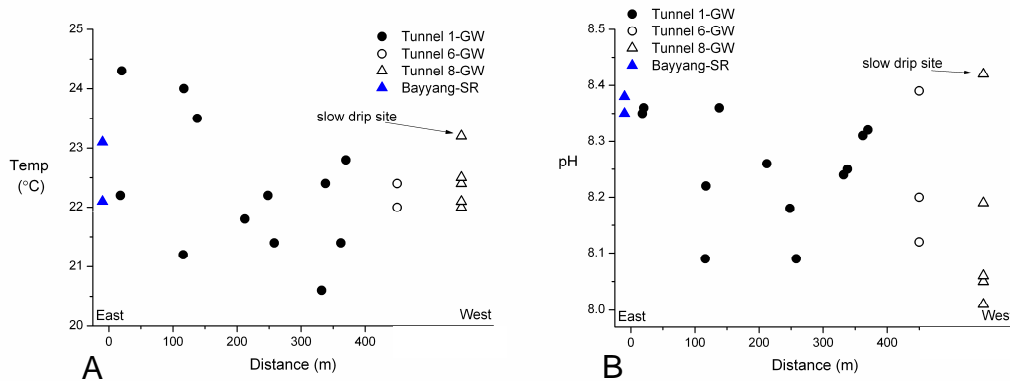 25
24
23
22
21
20
Temp
(°C)
Tunnel 1-GW
Tunnel 6-GW
Tunnel 8-GW
Bayyang-SR
slow drip site
East
West
0 100 200 300 400
Distance (m)
A
8.5
8.4
8.3
8.2
8.1
8.0
pH
Tunnel 1-GW
Tunnel 6-GW
Tunnel 8-GW
Bayyang-SR
slow drip site
East
West
0 100 200 300 400
Distance (m)
B